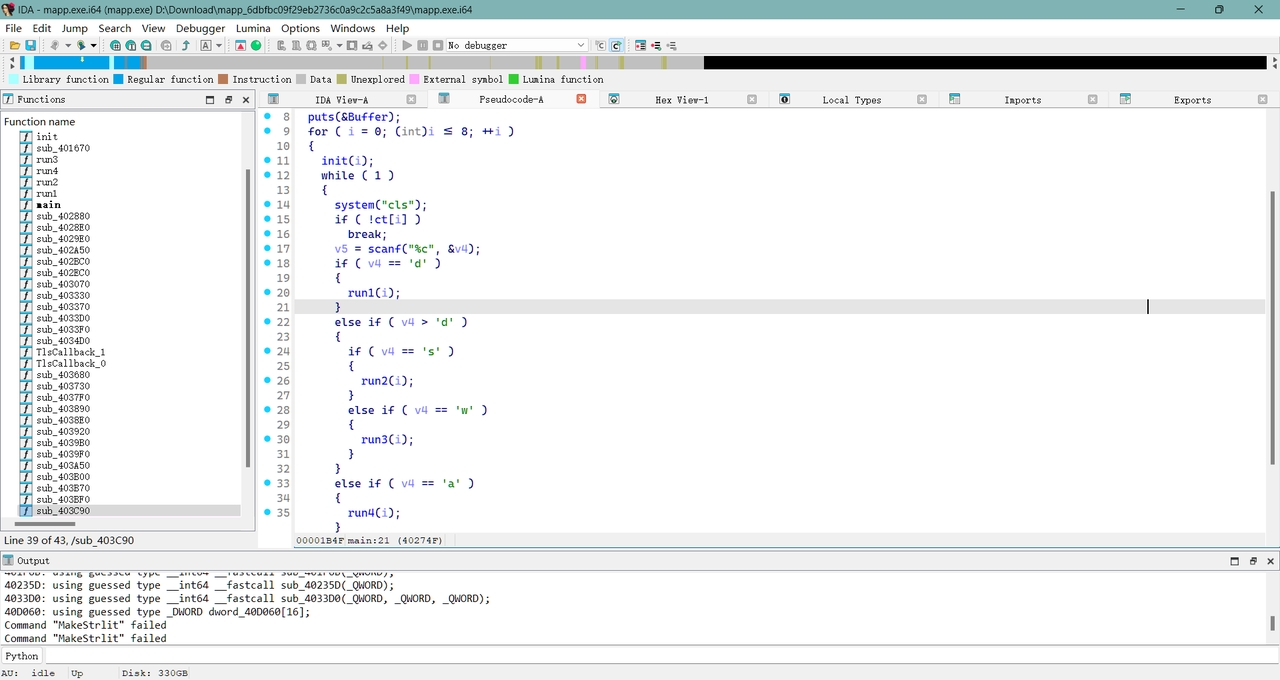 IDA - mapp.exe.i64 (mapp.exe) D:\Download\mapp_6dbfbc09f29eb2736c0a9c2c5a8a3f49\mapp.exe.i64
File Edit Jump Search View Debugger Lumina Options Windows Help
No debugger
Library function Regular function Instruction Data Unexplored External symbol Lumina function
Functions
IDA View-A Pseudocode-A Hex View-1 Local Types Imports Exports
Function name
init
sub_401670
run3
run4
run2
run1
main
sub_402880
sub_4028E0
sub_4029E0
sub_402A50
sub_402BC0
sub_402EC0
sub_403070
sub_403330
sub_403370
sub_4033D0
sub_4033F0
sub_4034D0
TlsCallback_1
TlsCallback_0
sub_403680
sub_403730
sub_4037F0
sub_403890
sub_4038E0
sub_403920
sub_4039B0
sub_4039F0
sub_403A50
sub_403B00
sub_403B70
sub_403BF0
sub_403C90
Line 39 of 43, /sub_403C90
8 puts(&Buffer);
9 for ( i = 0; (int)i ≤ 8; ++i )
10 {
11 init(i);
12 while ( 1 )
13 {
14 system("cls");
15 if ( !ct[i] )
16 break;
17 v5 = scanf("%c", &v4);
18 if ( v4 == 'd' )
19 {
20 run1(i);
21 }
22 else if ( v4 > 'd' )
23 {
24 if ( v4 == 's' )
25 {
26 run2(i);
27 }
28 else if ( v4 == 'w' )
29 {
30 run3(i);
31 }
32 }
33 else if ( v4 == 'a' )
34 {
35 run4(i);
}
00001B4F main:21 (40274F)
Output
40235D: using guessed type __int64 __fastcall sub_40235D(_QWORD);
4033D0: using guessed type __int64 __fastcall sub_4033D0(_QWORD, _QWORD, _QWORD);
40D060: using guessed type _DWORD dword_40D060[16];
Command "MakeStrlit" failed
Command "MakeStrlit" failed
Python
AU: idle Up Disk: 330GB